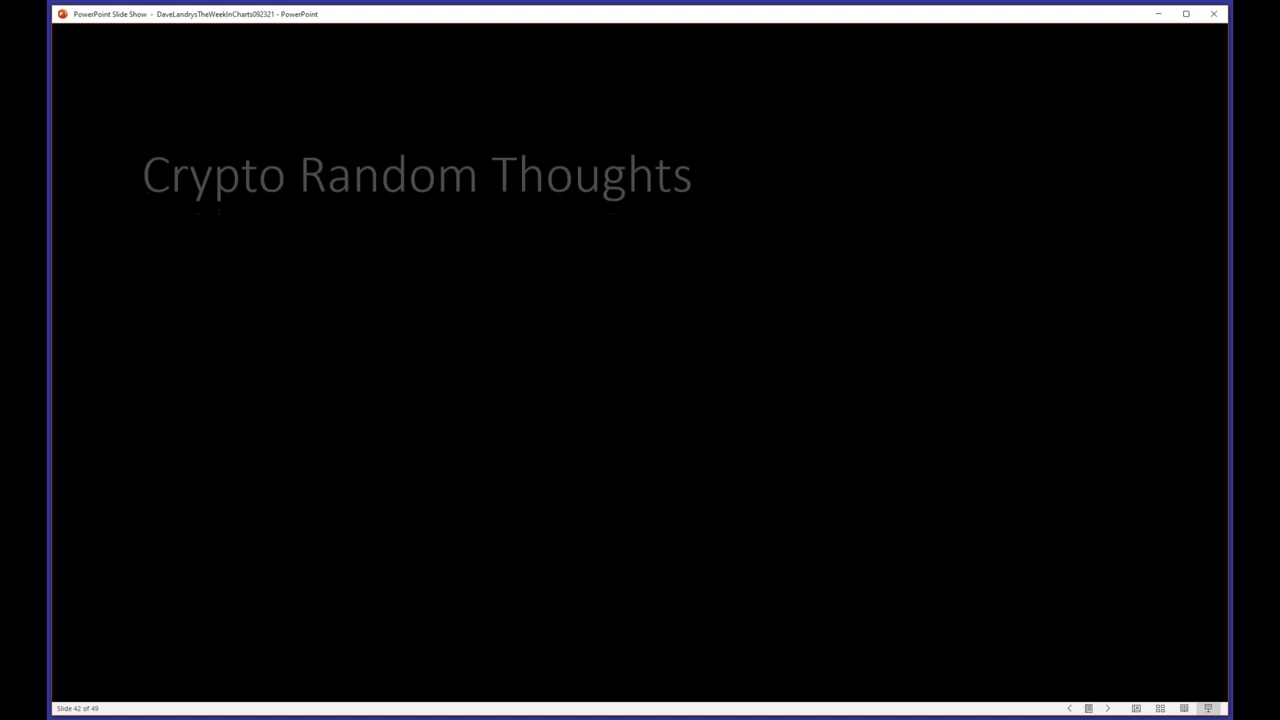 PowerPoint Slide Show - DaveLandrysTheWeekInCharts092321 - PowerPoint
Crypto Random Thoughts
Slide 42 of 49